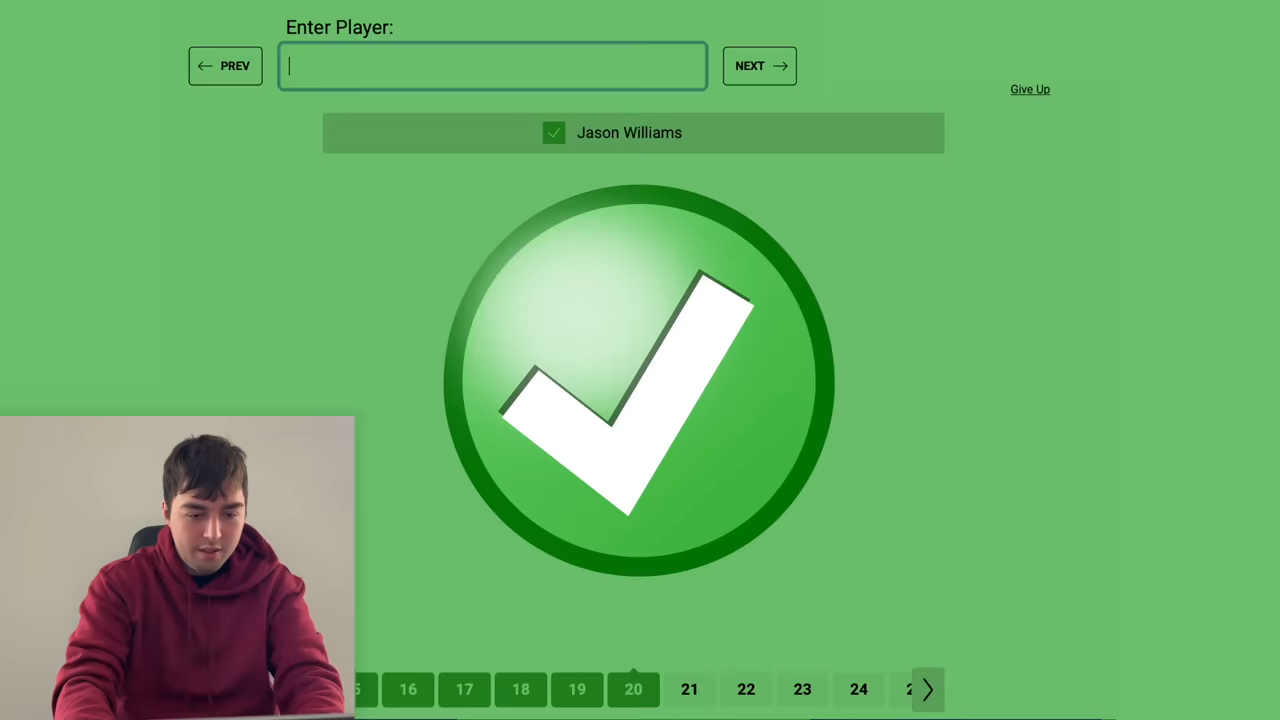 Enter Player:
← PREV
NEXT →
Give Up
Jason Williams
16 17 18 19 20 21 22 23 24